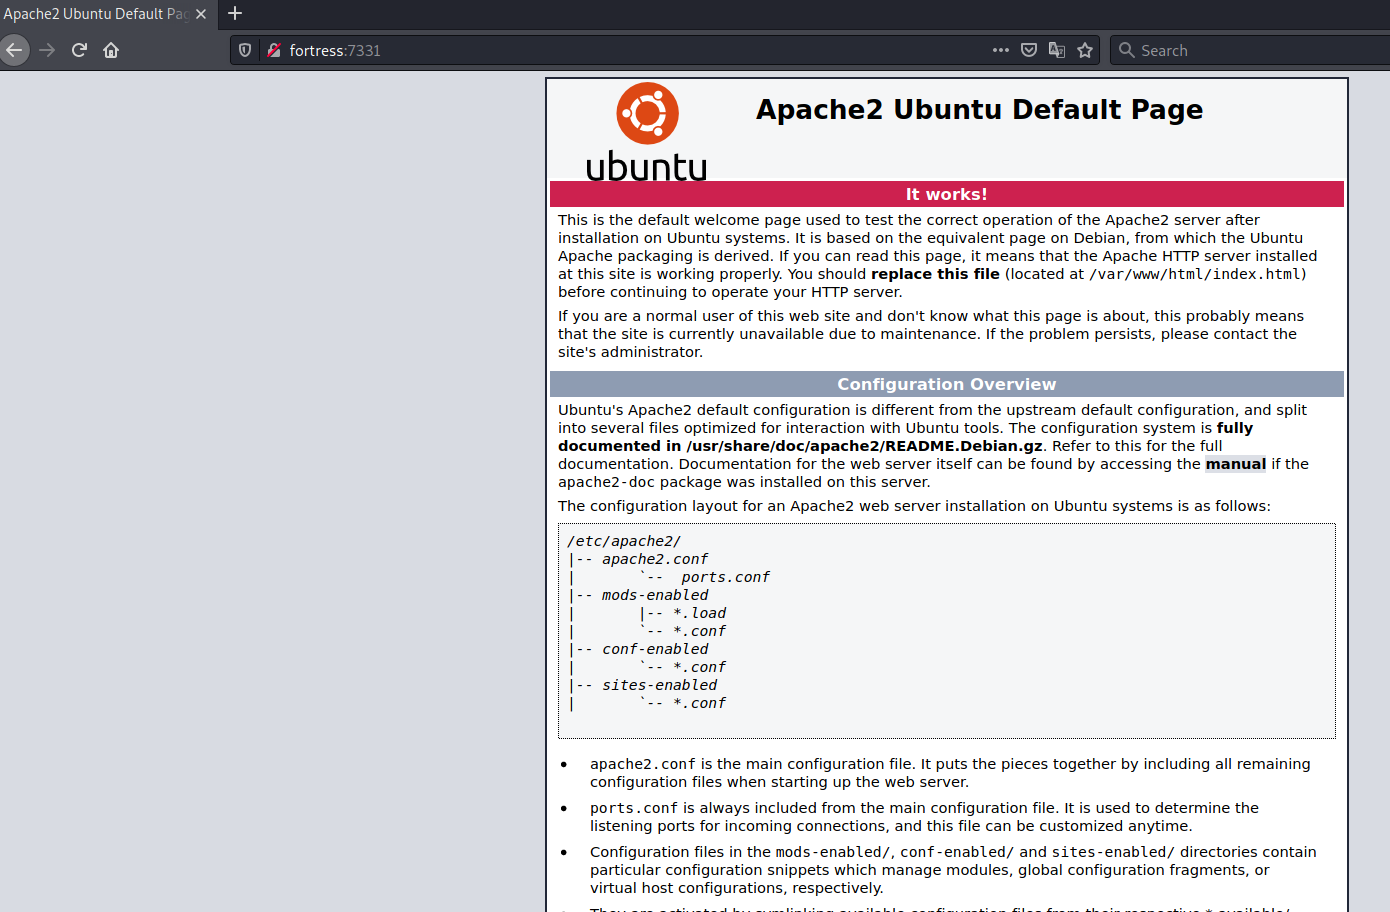 Apache2 Ubuntu Default Pag
fortress:7331
Search
ubuntu
Apache2 Ubuntu Default Page
It works!
This is the default welcome page used to test the correct operation of the Apache2 server after
installation on Ubuntu systems. It is based on the equivalent page on Debian, from which the Ubuntu
Apache packaging is derived. If you can read this page, it means that the Apache HTTP server installed
at this site is working properly. You should replace this file (located at /var/www/html/index.html)
before continuing to operate your HTTP server.
If you are a normal user of this web site and don't know what this page is about, this probably means
that the site is currently unavailable due to maintenance. If the problem persists, please contact the
site's administrator.
Configuration Overview
Ubuntu's Apache2 default configuration is different from the upstream default configuration, and split
into several files optimized for interaction with Ubuntu tools. The configuration system is fully
documented in /usr/share/doc/apache2/README.Debian.gz. Refer to this for the full
documentation. Documentation for the web server itself can be found by accessing the manual if the
apache2-doc package was installed on this server.
The configuration layout for an Apache2 web server installation on Ubuntu systems is as follows:
/etc/apache2/
|-- apache2.conf
|       `--  ports.conf
|-- mods-enabled
|       |-- *.load
|       `-- *.conf
|-- conf-enabled
|       `-- *.conf
|-- sites-enabled
|       `-- *.conf
• apache2.conf is the main configuration file. It puts the pieces together by including all remaining
configuration files when starting up the web server.
• ports.conf is always included from the main configuration file. It is used to determine the
listening ports for incoming connections, and this file can be customized anytime.
• Configuration files in the mods-enabled/, conf-enabled/ and sites-enabled/ directories contain
particular configuration snippets which manage modules, global configuration fragments, or
virtual host configurations, respectively.
• They are activated by symlinking available configuration files from their respective *-available/